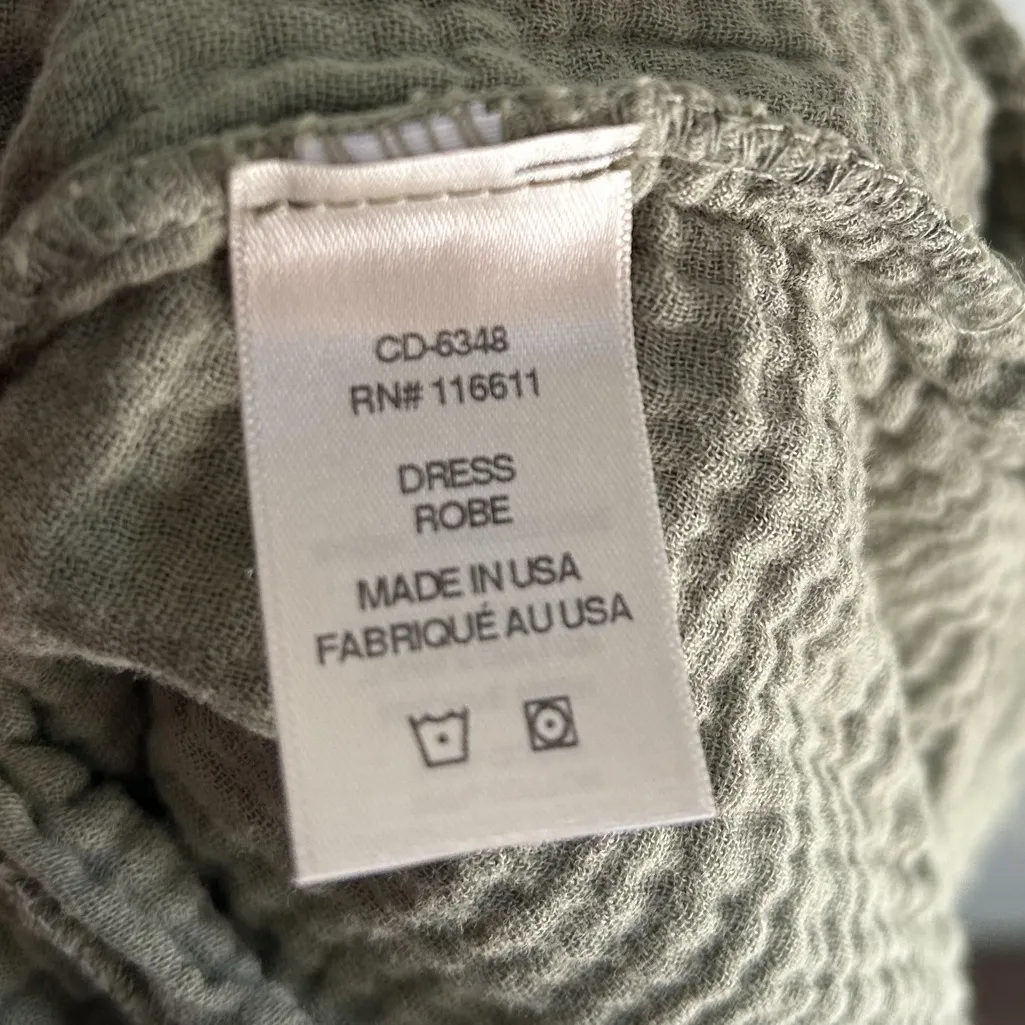 CD-6348
RN# 116611
DRESS
ROBE
MADE IN USA
FABRIQUÉ AU USA